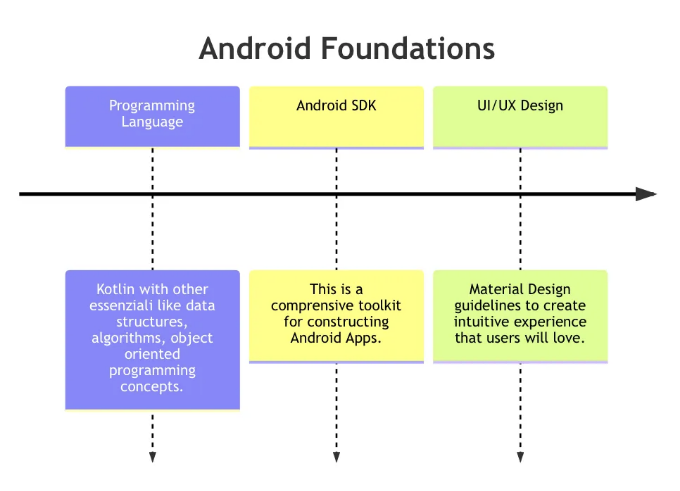 Android Foundations
Programming
Language
Android SDK
UI/UX Design
Kotlin with other
essenziali like data
structures,
algorithms, object
oriented
programming
concepts.
This is a
comprensive toolkit
for constructing
Android Apps.
Material Design
guidelines to create
intuitive experience
that users will love.